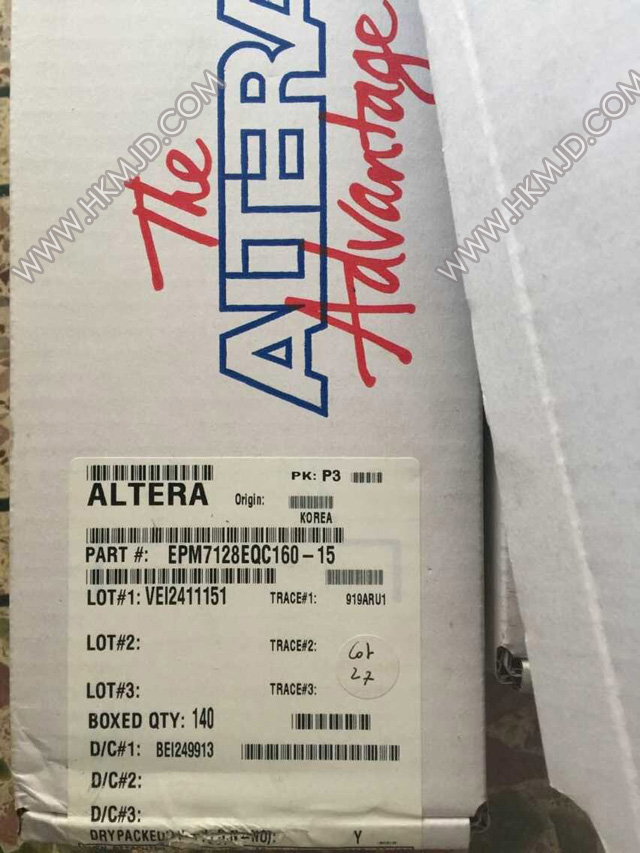 The
ALTERA
Advantage
WWW.HKMJD.COM
WWW.HKMJD.COM
PK: P3
ALTERA
Origin:
KOREA
PART #: EPM7128EQC160-15
LOT#1: VEI2411151 TRACE#1: 919ARU1
LOT#2: TRACE#2:
LOT#3: TRACE#3:
27
BOXED QTY: 140
D/C#1: BEI249913
D/C#2:
D/C#3:
DRYPACKED Y